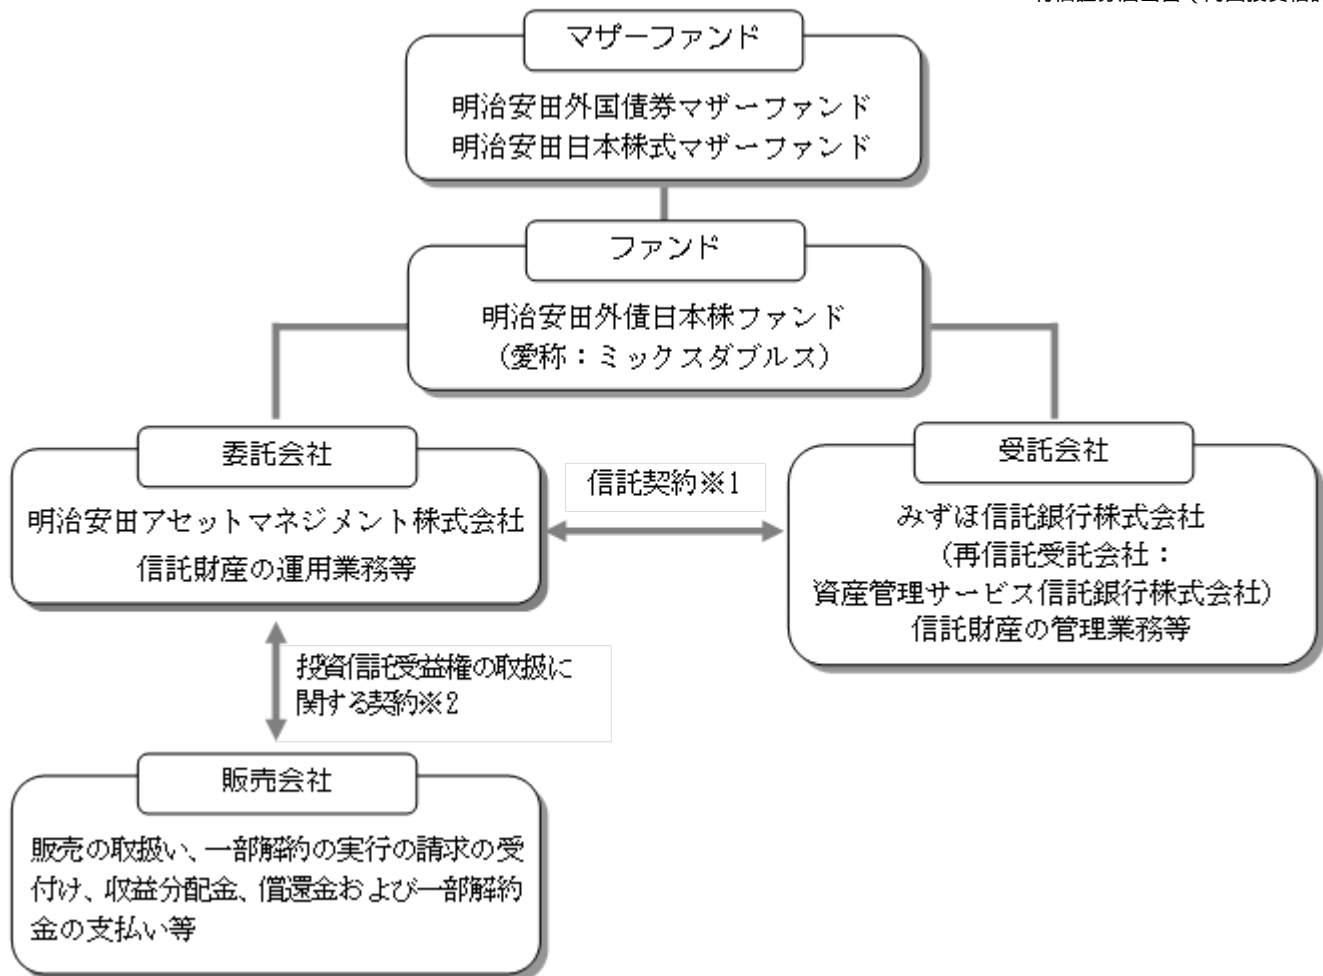 マザーファンド
明治安田外国債券マザーファンド
明治安田日本株式マザーファンド
ファンド
明治安田外債日本株ファンド
（愛称：ミックスダブルス）
委託会社
明治安田アセットマネジメント株式会社
信託財産の運用業務等
信託契約※1
受託会社
みずほ信託銀行株式会社
（再信託受託会社：
資産管理サービス信託銀行株式会社）
信託財産の管理業務等
投資信託受益権の取扱に
関する契約※2
販売会社
販売の取扱い、一部解約の実行の請求の受
付け、収益分配金、償還金および一部解約
金の支払い等